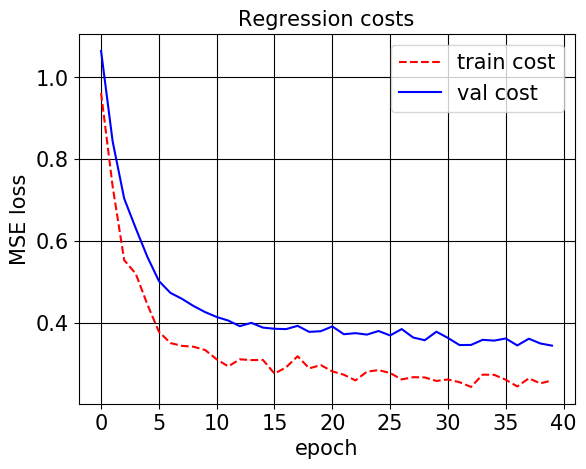 Regression costs
train cost
val cost
MSE loss
1.0
0.8
0.6
0.4
0 5 10 15 20 25 30 35 40
epoch